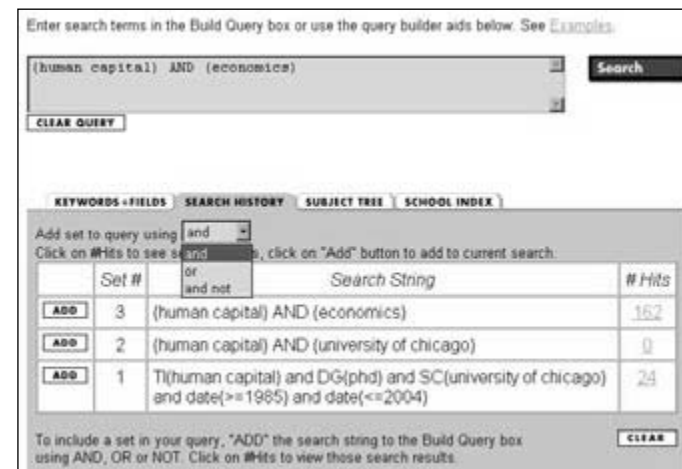 Enter search terms in the Build Query box or use the query builder aids below. See Examples.
(human capital) AND (economics)
Search
CLEAR QUERY
KEYWORDS+FIELDS SEARCH HISTORY SUBJECT TREE SCHOOL INDEX
Add set to query using and
Click on #Hits to see se s, click on "Add" button to add to current search.
and
or
and not
Set # Search String # Hits
ADD 3 (human capital) AND (economics) 162
ADD 2 (human capital) AND (university of chicago) 0
ADD 1 TI(human capital) and DG(phd) and SC(university of chicago) 24
and date(>=1985) and date(<=2004)
To include a set in your query, "ADD" the search string to the Build Query box
using AND, OR or NOT. Click on #Hits to view those search results.
CLEAR